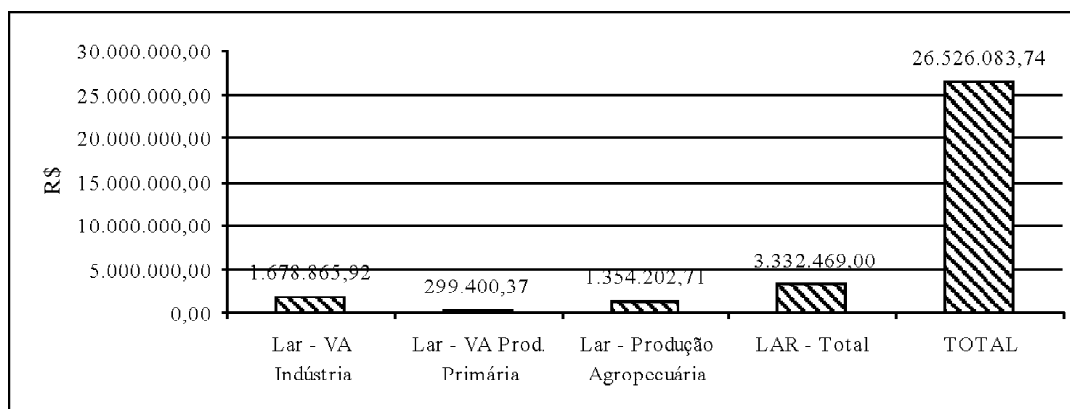 30.000.000,00
26.526.083,74
25.000.000,00
20.000.000,00
15.000.000,00
10.000.000,00
5.000.000,00
0,00
R$
1.678.865,92
299.400,37
1.354.202,71
3.332.469,00
Lar - VA
Indústria
Lar - VA Prod.
Primária
Lar - Produção
Agropecuária
LAR - Total
TOTAL